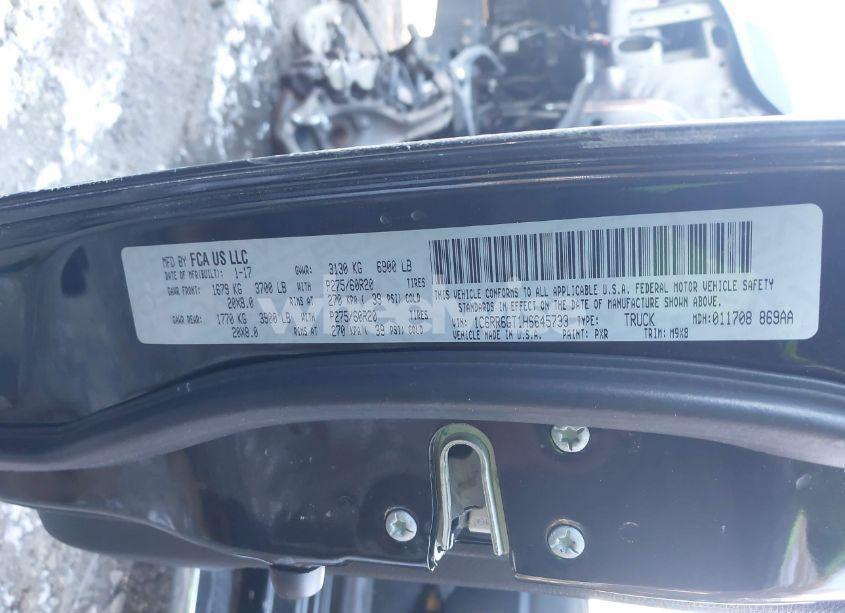 MFD BY FCA US LLC
DATE OF MFR(BUILT) 1-17 GVWR: 3130 KG 6900 LB
GAWR FRONT: 1679 KG 3700 LB WITH P275/60R20 TIRES
20X8.0 RIMS AT 270 KPA( 39 PSI) COLD
GAWR REAR: 1770 KG 3900 LB WITH P275/60R20 TIRES
20X8.0 RIMS AT 270 KPA( 39 PSI) COLD
THIS VEHICLE CONFORMS TO ALL APPLICABLE U.S.A. FEDERAL MOTOR VEHICLE SAFETY
STANDARDS IN EFFECT ON THE DATE OF MANUFACTURE SHOWN ABOVE.
VIN: 1C6RR6GT1HS645733 TYPE: TRUCK MDH: 011708 869AA
VEHICLE MADE IN U.S.A. PAINT: PXR TRIM: M9X8